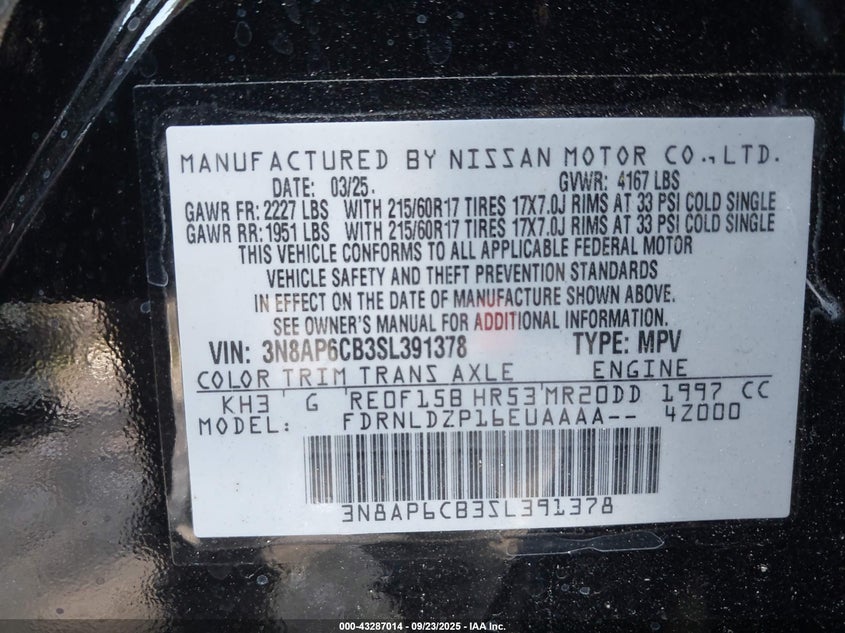 MANUFACTURED BY NISSAN MOTOR CO., LTD.
DATE: 03/25. GVWR: 4167 LBS
GAWR FR: 2227 LBS WITH 215/60R17 TIRES 17X7.0J RIMS AT 33 PSI COLD SINGLE
GAWR RR: 1951 LBS WITH 215/60R17 TIRES 17X7.0J RIMS AT 33 PSI COLD SINGLE
THIS VEHICLE CONFORMS TO ALL APPLICABLE FEDERAL MOTOR
VEHICLE SAFETY AND THEFT PREVENTION STANDARDS
IN EFFECT ON THE DATE OF MANUFACTURE SHOWN ABOVE.
SEE OWNER'S MANUAL FOR ADDITIONAL INFORMATION.
VIN: 3N8AP6CB3SL391378 TYPE: MPV
COLOR TRIM TRANS AXLE ENGINE
KH3 G RE0F15B HR53 MR20DD 1997 CC
MODEL: FDRNLDZP16EUAAAA-- 4Z000
3N8AP6CB3SL391378
000-43287014 - 09/23/2025 - IAA Inc.